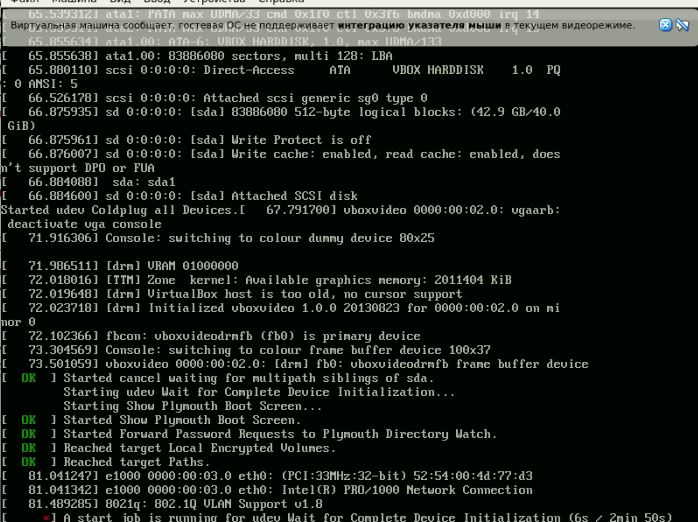 Файл Машина Вид Ввод Устройства Справка
65.539312] ata1: PATA max UDMA/33 cmd 0x1f0 ctl 0x3f6 bmdma 0xd000 irq 14
Виртуальная машина сообщает, гостевая ОС не поддерживает интеграцию указателя мыши в текущем видеорежиме.
65.855634] ata1.00: ATA-6: VBOX HARDDISK, 1.0, max UDMA/133
[   65.855638] ata1.00: 83886080 sectors, multi 128: LBA
[   65.880110] scsi 0:0:0:0: Direct-Access     ATA      VBOX HARDDISK    1.0  PQ
: 0 ANSI: 5
[   66.526178] scsi 0:0:0:0: Attached scsi generic sg0 type 0
[   66.875935] sd 0:0:0:0: [sda] 83886080 512-byte logical blocks: (42.9 GB/40.0
 GiB)
[   66.875961] sd 0:0:0:0: [sda] Write Protect is off
[   66.876007] sd 0:0:0:0: [sda] Write cache: enabled, read cache: enabled, does
n't support DPO or FUA
[   66.884088]  sda: sda1
[   66.884600] sd 0:0:0:0: [sda] Attached SCSI disk
Started udev Coldplug all Devices.[   67.791700] vboxvideo 0000:00:02.0: vgaarb:
 deactivate vga console
[   71.916306] Console: switching to colour dummy device 80x25
[   71.986511] [drm] VRAM 01000000
[   72.018016] [TTM] Zone  kernel: Available graphics memory: 2011404 KiB
[   72.019648] [drm] VirtualBox host is too old, no cursor support
[   72.023718] [drm] Initialized vboxvideo 1.0.0 20130823 for 0000:00:02.0 on mi
nor 0
[   72.102366] fbcon: vboxvideodrmfb (fb0) is primary device
[   73.304569] Console: switching to colour frame buffer device 100x37
[   73.501059] vboxvideo 0000:00:02.0: [drm] fb0: vboxvideodrmfb frame buffer device
[  OK  ] Started cancel waiting for multipath siblings of sda.
         Starting udev Wait for Complete Device Initialization...
         Starting Show Plymouth Boot Screen...
[  OK  ] Started Show Plymouth Boot Screen.
[  OK  ] Started Forward Password Requests to Plymouth Directory Watch.
[  OK  ] Reached target Local Encrypted Volumes.
[  OK  ] Reached target Paths.
[   81.041247] e1000 0000:00:03.0 eth0: (PCI:33MHz:32-bit) 52:54:00:4d:77:d3
[   81.041342] e1000 0000:00:03.0 eth0: Intel(R) PRO/1000 Network Connection
[   81.489285] 8021q: 802.1Q VLAN Support v1.8
[     *] A start job is running for udev Wait for Complete Device Initialization (6s / 2min 50s)